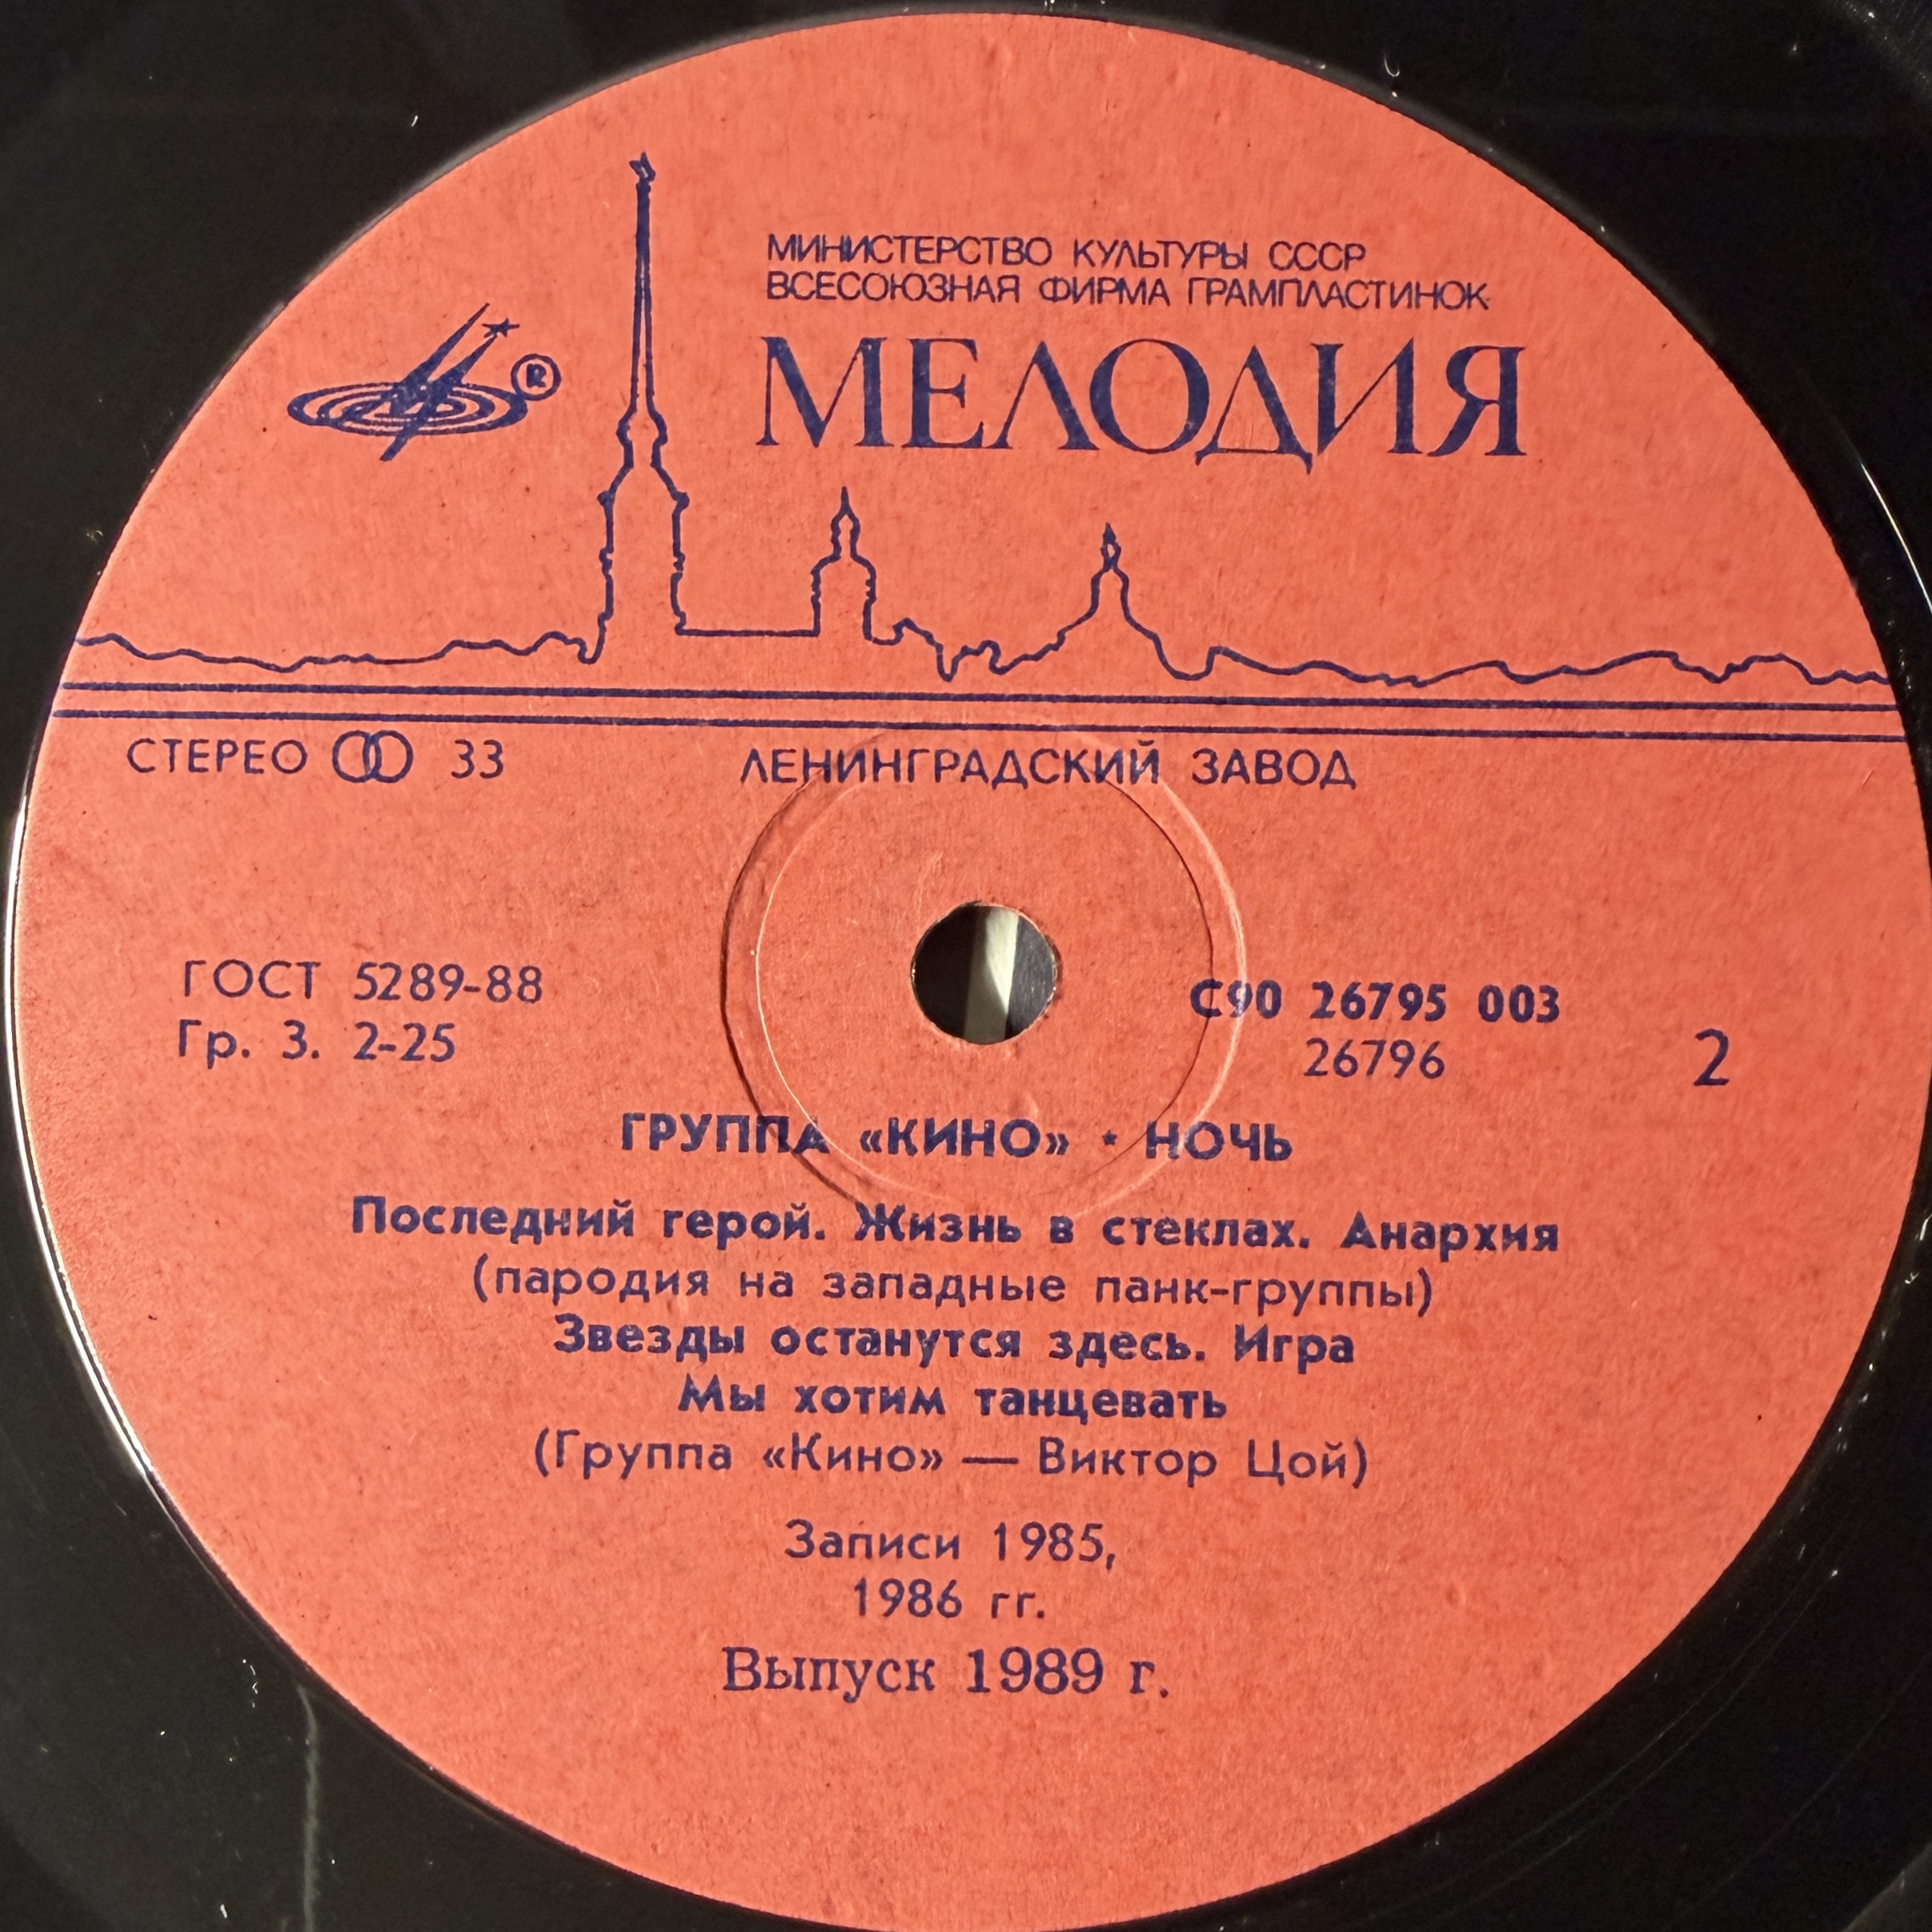 МИНИСТЕРСТВО КУЛЬТУРЫ СССР
ВСЕСОЮЗНАЯ ФИРМА ГРАМПЛАСТИНОК
МЕЛОДИЯ
®
СТЕРЕО 33
ЛЕНИНГРАДСКИЙ ЗАВОД
ГОСТ 5289-88
Гр. 3. 2-25
С90 26795 003
26796
2
ГРУППА «КИНО» * НОЧЬ
Последний герой. Жизнь в стеклах. Анархия
(пародия на западные панк-группы)
Звезды останутся здесь. Игра
Мы хотим танцевать
(Группа «Кино» — Виктор Цой)
Записи 1985,
1986 гг.
Выпуск 1989 г.